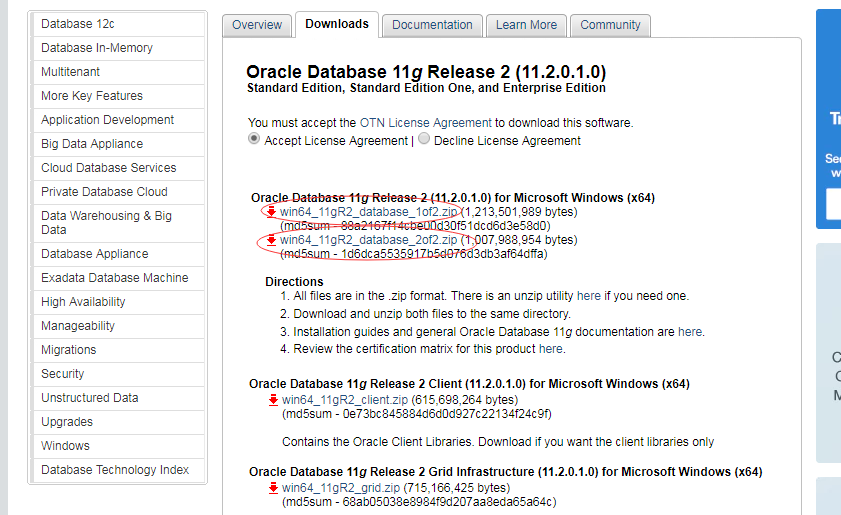 Database 12c
Database In-Memory
Multitenant
More Key Features
Application Development
Big Data Appliance
Cloud Database Services
Private Database Cloud
Data Warehousing & Big
Data
Database Appliance
Exadata Database Machine
High Availability
Manageability
Migrations
Security
Unstructured Data
Upgrades
Windows
Database Technology Index
Overview
Downloads
Documentation
Learn More
Community
Oracle Database 11g Release 2 (11.2.0.1.0)
Standard Edition, Standard Edition One, and Enterprise Edition
You must accept the OTN License Agreement to download this software.
Accept License Agreement | Decline License Agreement
Oracle Database 11g Release 2 (11.2.0.1.0) for Microsoft Windows (x64)
win64_11gR2_database_1of2.zip (1,213,501,989 bytes)
(md5sum - 88a2167f14cbe00d30f51dcd6d3e58d0)
win64_11gR2_database_2of2.zip (1,007,988,954 bytes)
(md5sum - 1d6dca5535917b5d076d3db3af64dffa)
Directions
1. All files are in the .zip format. There is an unzip utility here if you need one.
2. Download and unzip both files to the same directory.
3. Installation guides and general Oracle Database 11g documentation are here.
4. Review the certification matrix for this product here.
Oracle Database 11g Release 2 Client (11.2.0.1.0) for Microsoft Windows (x64)
win64_11gR2_client.zip (615,698,264 bytes)
(md5sum - 0e73bc845884d6d0d927c22134f24c9f)
Contains the Oracle Client Libraries. Download if you want the client libraries only
Oracle Database 11g Release 2 Grid Infrastructure (11.2.0.1.0) for Microsoft Windows (x64)
win64_11gR2_grid.zip (715,166,425 bytes)
(md5sum - 68ab05038e8984f9d207aa8eda65a64c)